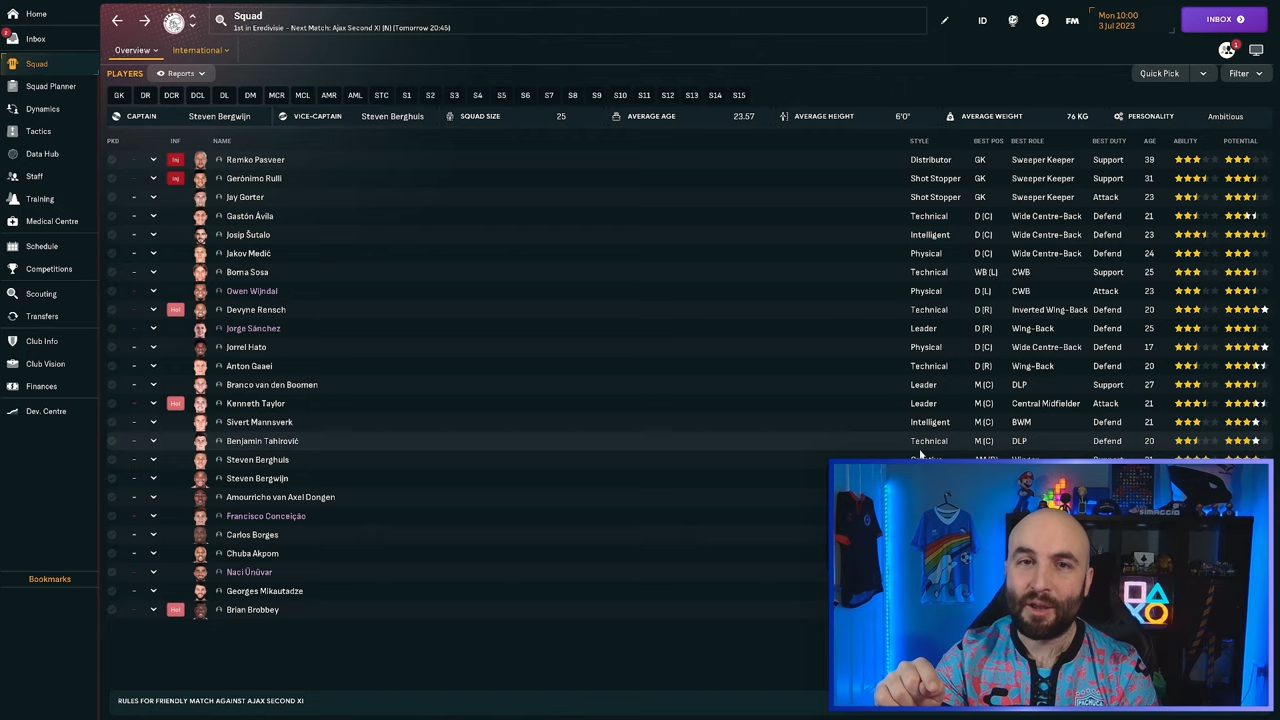 Home
Inbox
2
Squad
Squad Planner
Dynamics
Tactics
Data Hub
Staff
Training
Medical Centre
Schedule
Competitions
Scouting
Transfers
Club Info
Club Vision
Finances
Dev. Centre
Bookmarks
Squad
1st in Eredivisie - Next Match: Ajax Second XI (N) (Tomorrow 20:45)
ID
FM
Mon 10:00
3 Jul 2023
INBOX
Overview International
1
PLAYERS Reports Quick Pick Filter
GK DR DCR DCL DL DM MCR MCL AMR AML STC S1 S2 S3 S4 S5 S6 S7 S8 S9 S10 S11 S12 S13 S14 S15
CAPTAIN Steven Bergwijn VICE-CAPTAIN Steven Berghuis SQUAD SIZE 25 AVERAGE AGE 23.57 AVERAGE HEIGHT 6'0" AVERAGE WEIGHT 76 KG PERSONALITY Ambitious
PKD INF NAME STYLE BEST POS BEST ROLE BEST DUTY AGE ABILITY POTENTIAL
- Inj Remko Pasveer Distributor GK Sweeper Keeper Support 39
- Inj Gerónimo Rulli Shot Stopper GK Sweeper Keeper Defend 31
- Jay Gorter Shot Stopper GK Sweeper Keeper Attack 23
- Gastón Ávila Technical D (C) Wide Centre-Back Defend 21
- Josip Šutalo Intelligent D (C) Wide Centre-Back Defend 23
- Jakov Medić Physical D (C) Wide Centre-Back Defend 24
- Borna Sosa Technical WB (L) CWB Support 25
- Owen Wijndal Physical D (L) CWB Attack 23
- Hol Devyne Rensch Technical D (R) Inverted Wing-Back Defend 20
- Jorge Sánchez Leader D (R) Wing-Back Defend 25
- Jorrel Hato Physical D (C) Wide Centre-Back Defend 17
- Anton Gaaei Technical D (R) Wing-Back Defend 20
- Branco van den Boomen Leader M (C) DLP Support 27
- Hol Kenneth Taylor Leader M (C) Central Midfielder Attack 21
- Sivert Mannsverk Intelligent M (C) BWM Defend 21
- Benjamin Tahirović Technical M (C) DLP Defend 20
- Steven Berghuis
- Steven Bergwijn
- Amourricho van Axel Dongen
- Francisco Conceição
- Carlos Borges
- Chuba Akpom
- Naci Ünüvar
- Georges Mikautadze
- Hol Brian Brobbey
RULES FOR FRIENDLY MATCH AGAINST AJAX SECOND XI
SIMAGGIO
PACHUCA